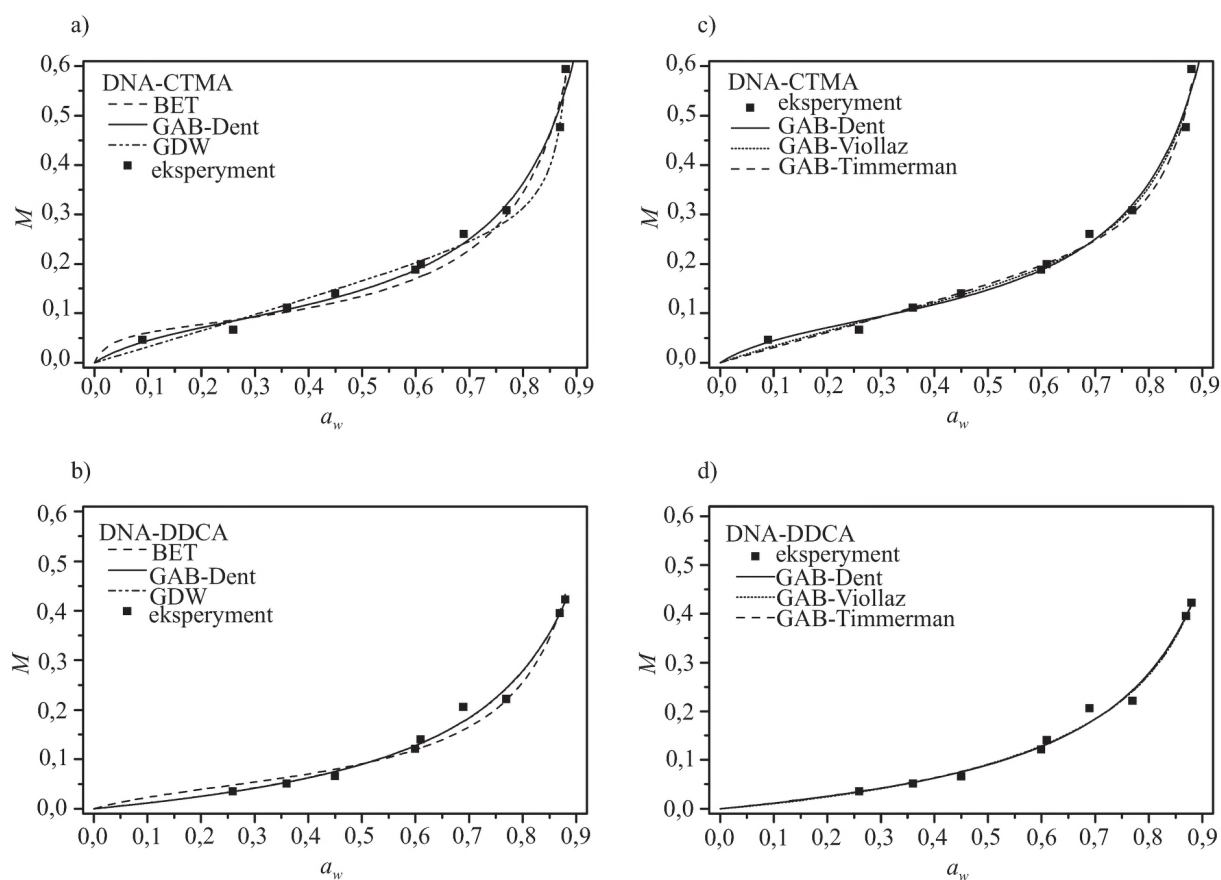 a)
0,6
0,5
0,4
0,3
0,2
0,1
0,0
M
DNA-CTMA
BET
GAB-Dent
GDW
eksperyment
0,0 0,1 0,2 0,3 0,4 0,5 0,6 0,7 0,8 0,9
a_w
c)
0,6
0,5
0,4
0,3
0,2
0,1
0,0
M
DNA-CTMA
eksperyment
GAB-Dent
GAB-Viollaz
GAB-Timmerman
0,0 0,1 0,2 0,3 0,4 0,5 0,6 0,7 0,8 0,9
a_w
b)
0,6
0,5
0,4
0,3
0,2
0,1
0,0
M
DNA-DDCA
BET
GAB-Dent
GDW
eksperyment
0,0 0,1 0,2 0,3 0,4 0,5 0,6 0,7 0,8 0,9
a_w
d)
0,6
0,5
0,4
0,3
0,2
0,1
0,0
M
DNA-DDCA
eksperyment
GAB-Dent
GAB-Viollaz
GAB-Timmerman
0,0 0,1 0,2 0,3 0,4 0,5 0,6 0,7 0,8 0,9
a_w